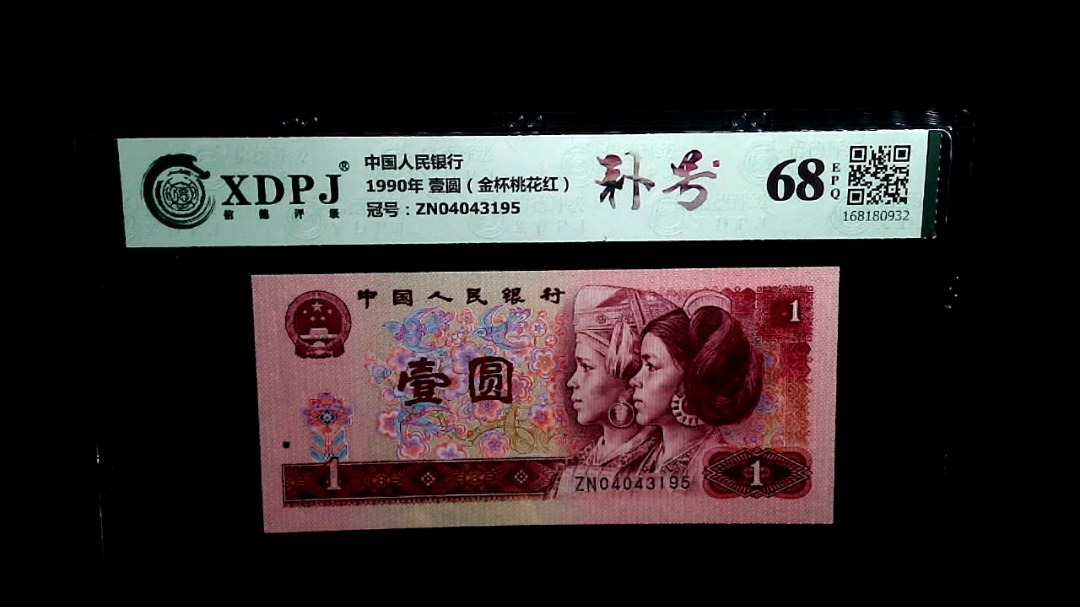 XDPJ®
信德评级
中国人民银行
1990年 壹圆（金杯桃花红）
冠号：ZN04043195
补号
68
EPQ
168180932
中国人民银行
壹圆
1
1
ZN04043195
1